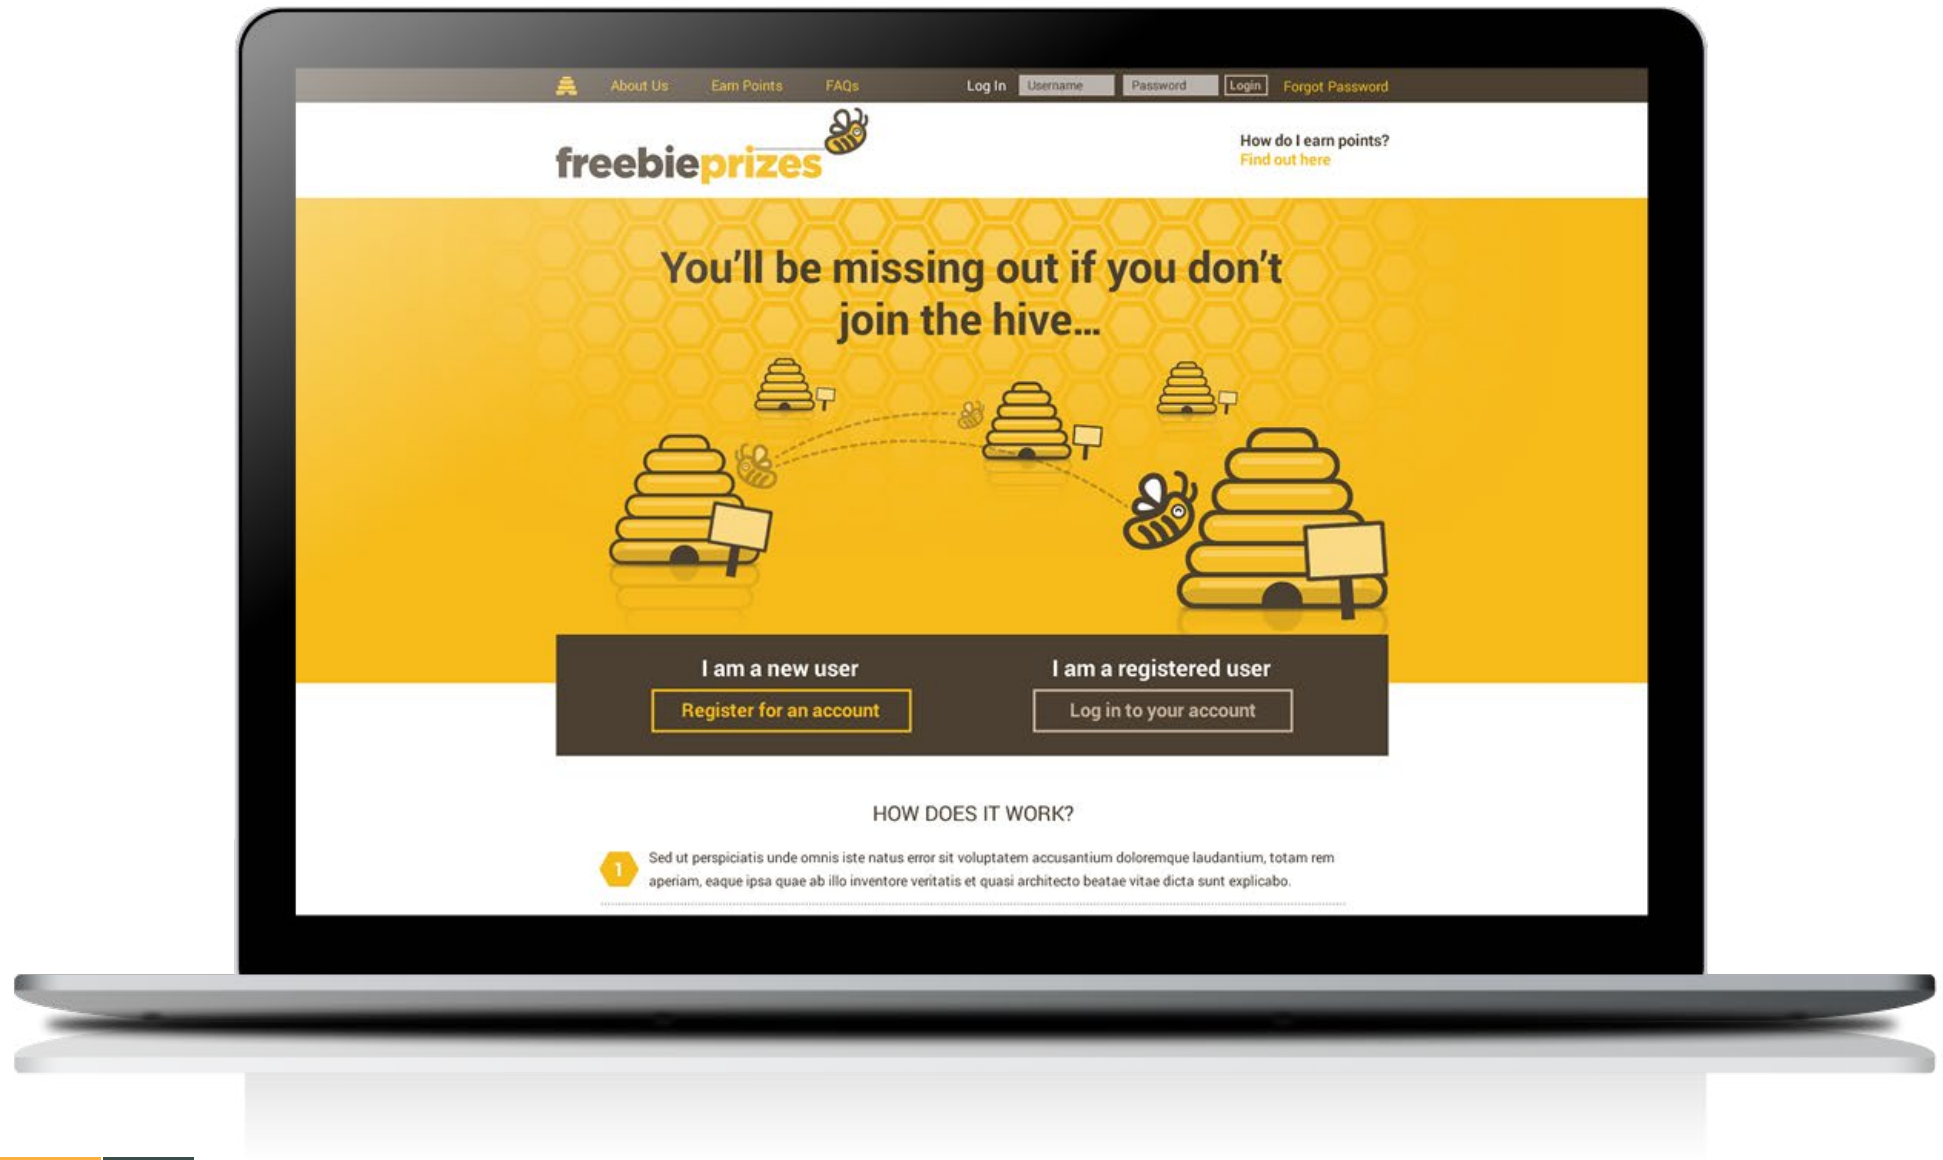 About Us Earn Points FAQs Log In Username Password Login Forgot Password
freebieprizes
How do I earn points?
Find out here
You'll be missing out if you don't
join the hive...
I am a new user
Register for an account
I am a registered user
Log in to your account
HOW DOES IT WORK?
1
Sed ut perspiciatis unde omnis iste natus error sit voluptatem accusantium doloremque laudantium, totam rem
aperiam, eaque ipsa quae ab illo inventore veritatis et quasi architecto beatae vitae dicta sunt explicabo.